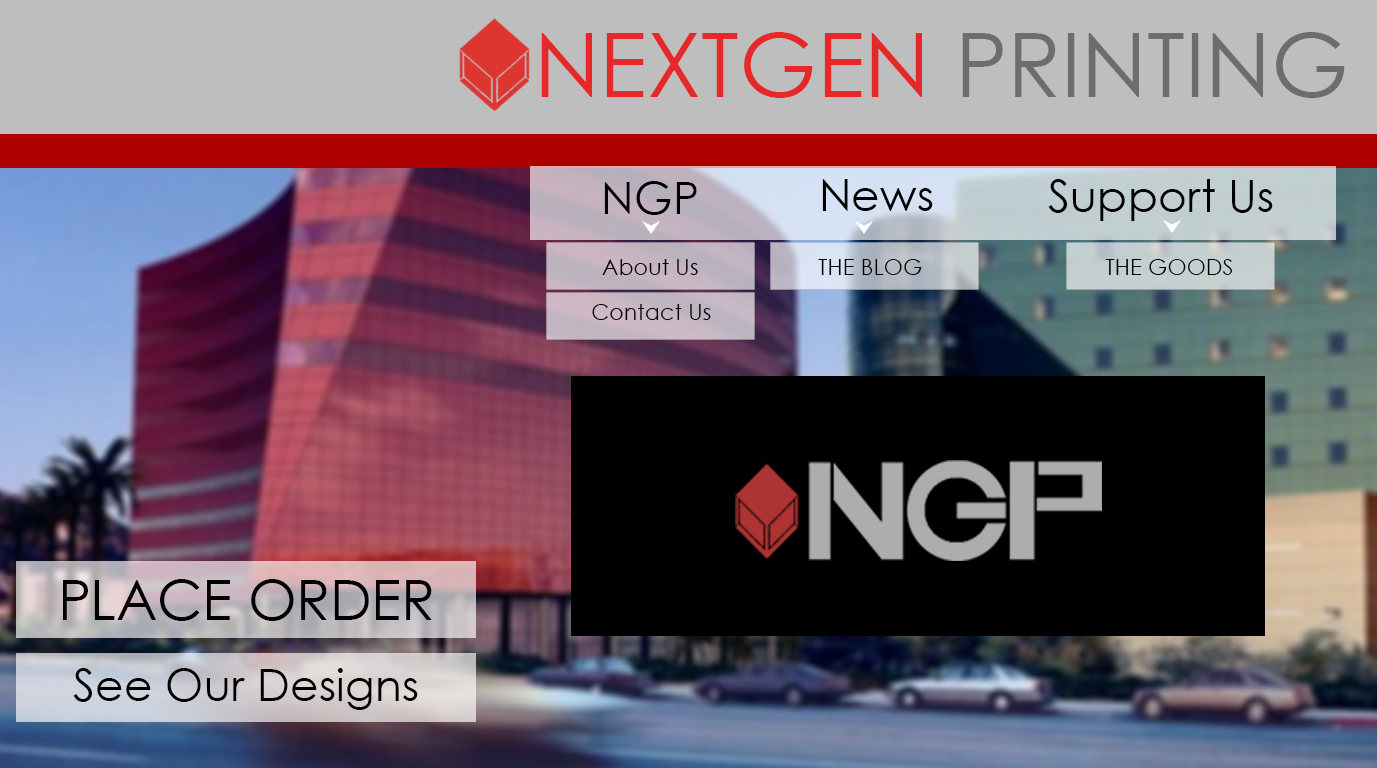 NEXTGEN PRINTING
NGP
News
Support Us
About Us
THE BLOG
THE GOODS
Contact Us
NGP
PLACE ORDER
See Our Designs